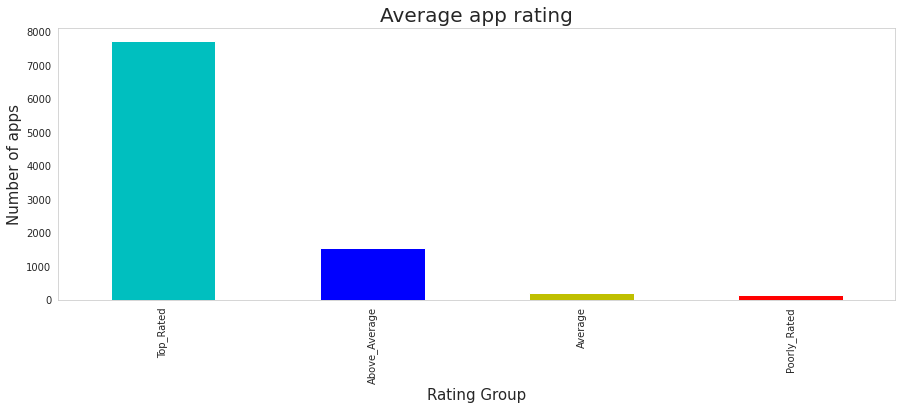 Average app rating
Number of apps
8000
7000
6000
5000
4000
3000
2000
1000
0
Top_Rated
Above_Average
Average
Poorly_Rated
Rating Group